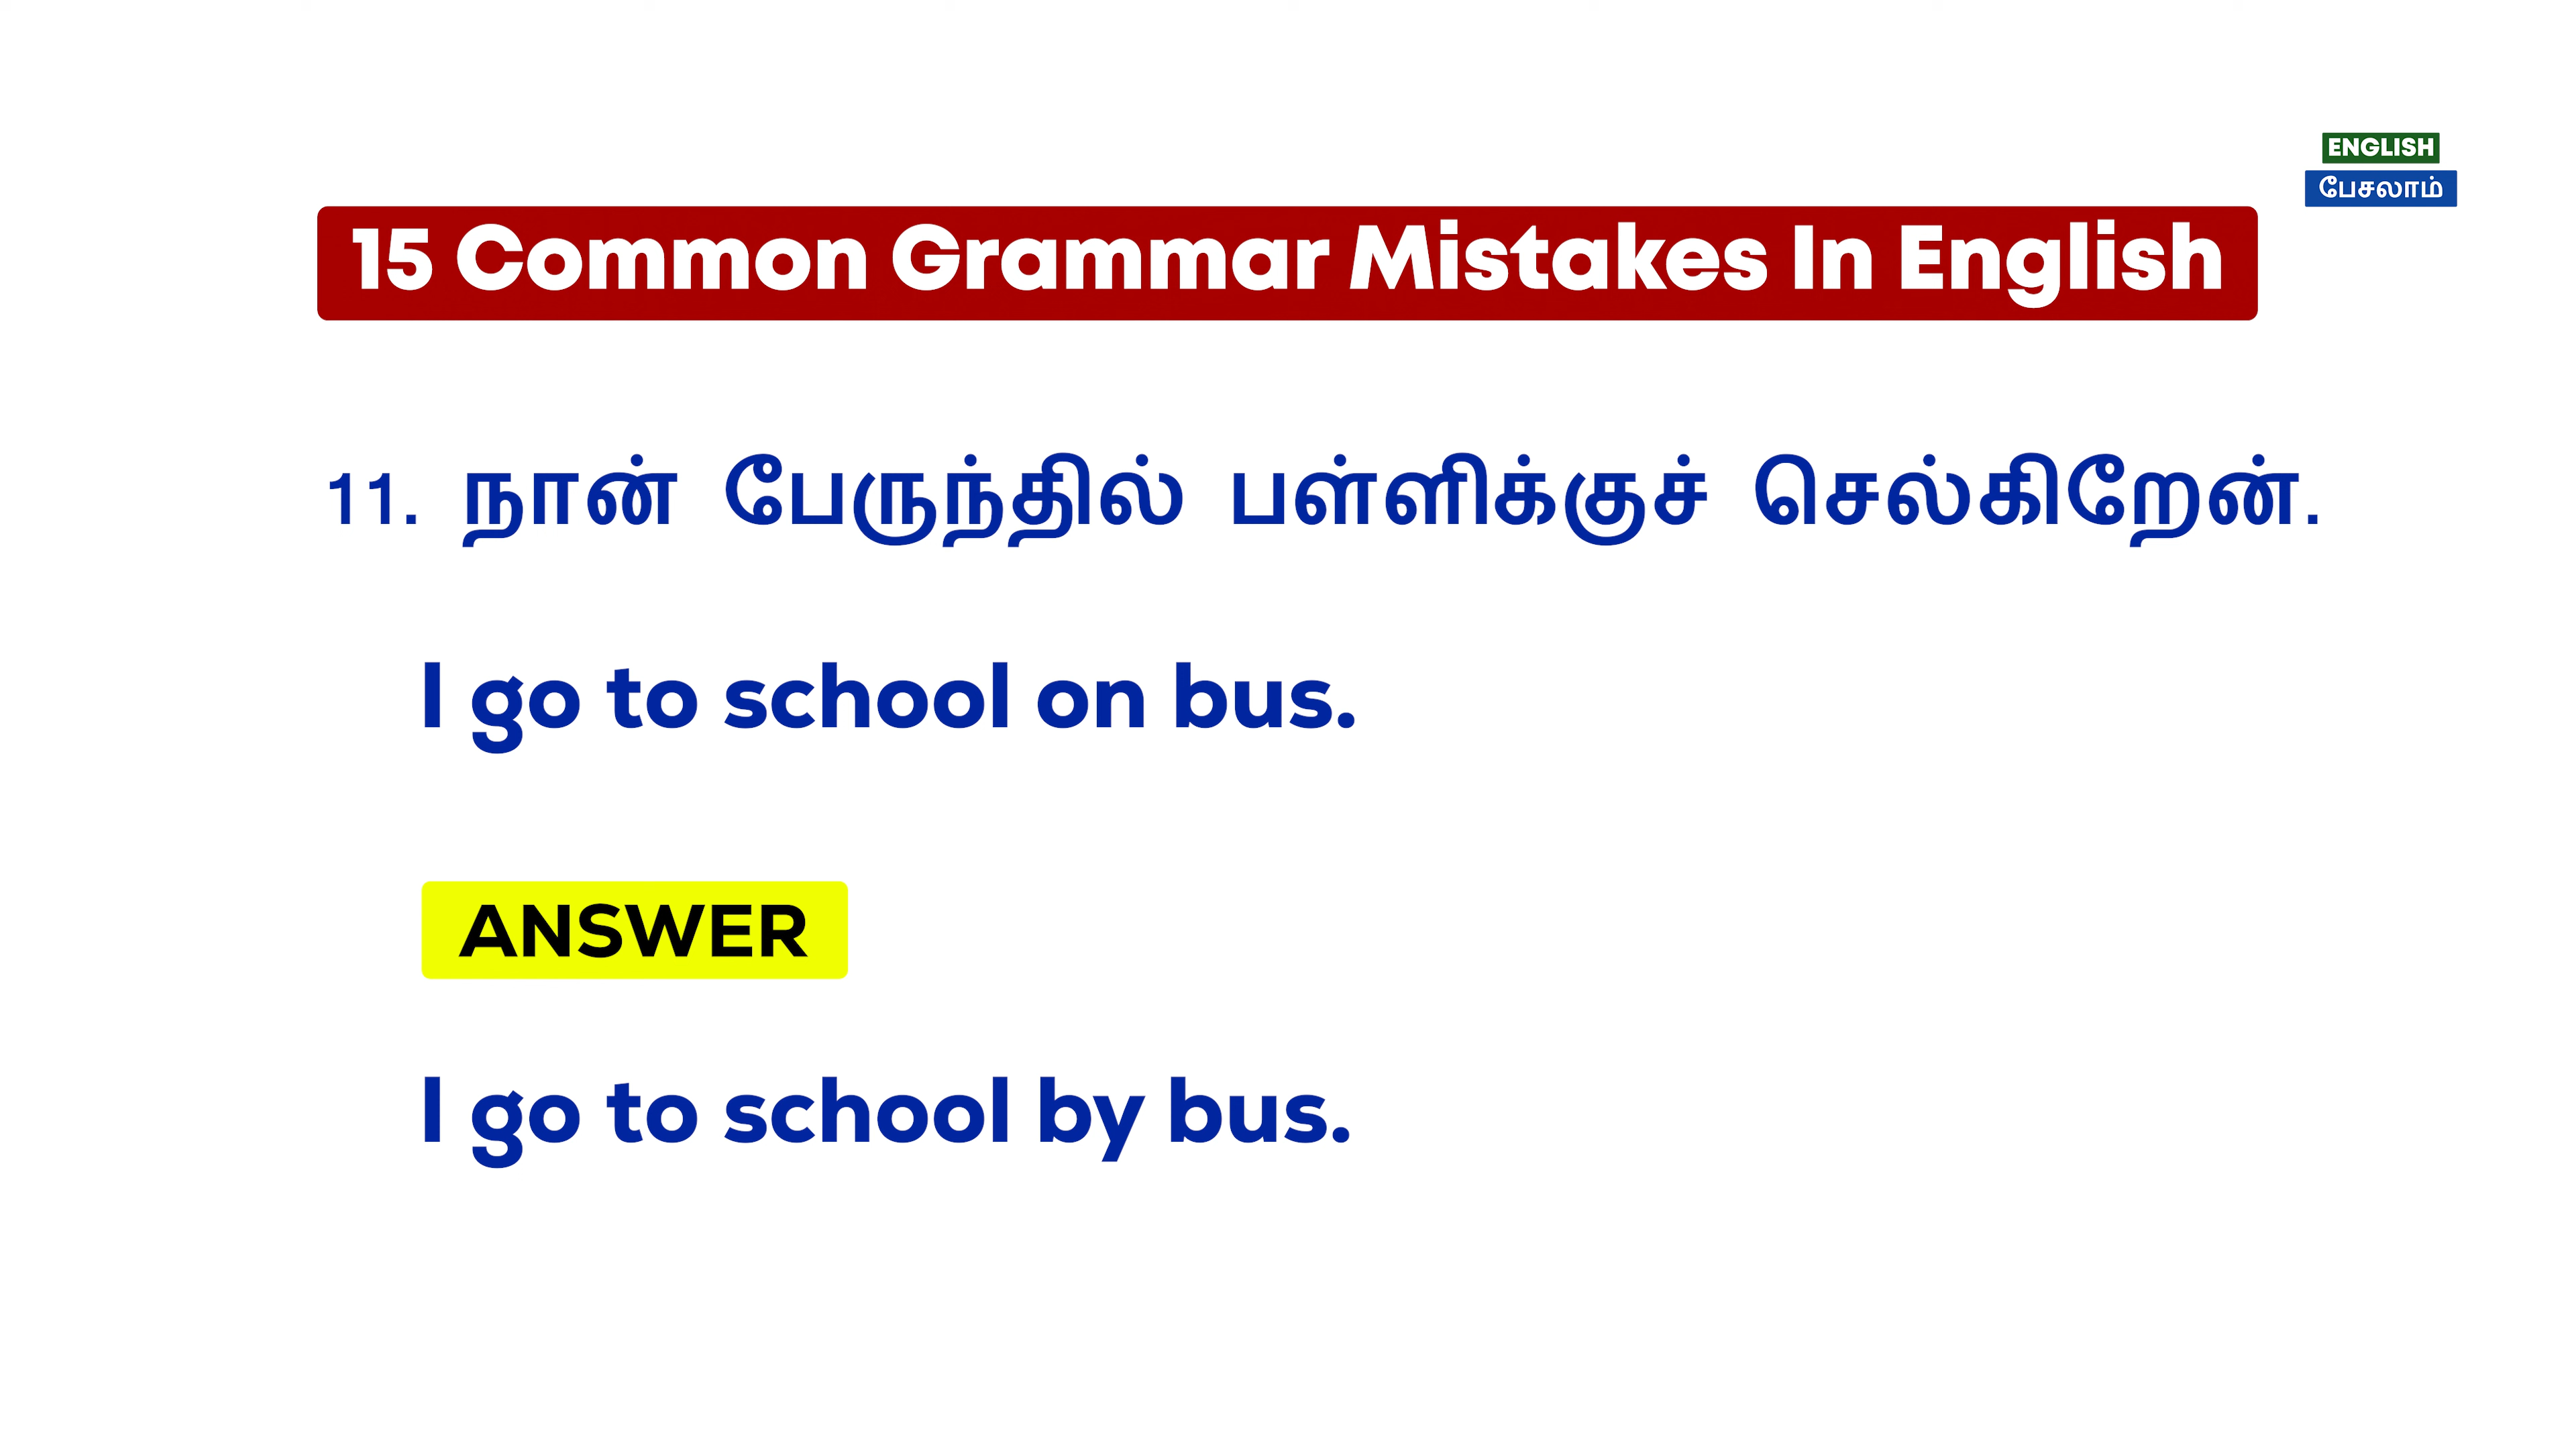 ENGLISH
பேசலாம்
15 Common Grammar Mistakes In English
11. நான் பேருந்தில் பள்ளிக்குச் செல்கிறேன்.
I go to school on bus.
ANSWER
I go to school by bus.